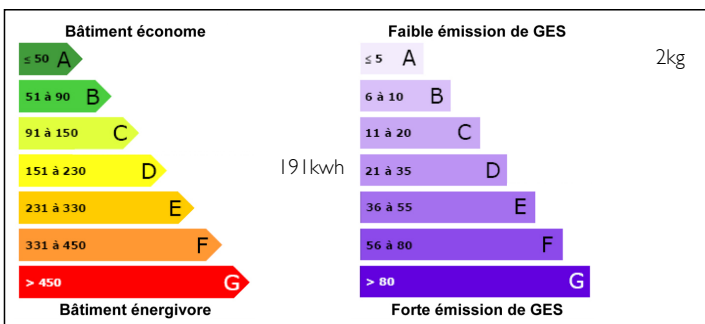 Bâtiment économe
≤ 50 A
51 à 90 B
91 à 150 C
151 à 230 D
231 à 330 E
331 à 450 F
> 450 G
Bâtiment énergivore
191kwh
Faible émission de GES
≤ 5 A
6 à 10 B
11 à 20 C
21 à 35 D
36 à 55 E
56 à 80 F
> 80 G
Forte émission de GES
2kg